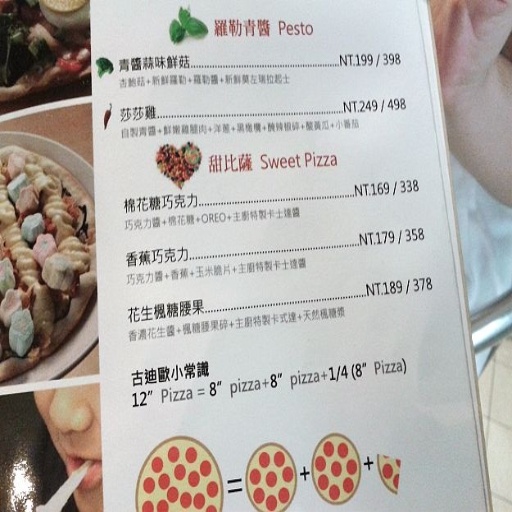 羅勒青醬 Pesto
青醬蒜味鮮菇......NT.199 / 398
杏鮑菇+新鮮羅勒+羅勒醬+新鮮莫左瑞拉起士
莎莎雞......NT.249 / 498
自製青醬+鮮嫩雞腿肉+洋蔥+黑橄欖+醃辣椒碎+酸黃瓜+小番茄
甜比薩 Sweet Pizza
棉花糖巧克力......NT.169 / 338
巧克力醬+棉花糖+OREO+主廚特製卡士達醬
香蕉巧克力......NT.179 / 358
巧克力醬+香蕉+玉米脆片+主廚特製卡士達醬
花生楓糖腰果......NT.189 / 378
香濃花生醬+楓糖腰果碎+主廚特製卡式達+天然楓糖漿
古迪歐小常識
12” Pizza = 8” pizza+8” pizza+1/4 (8” Pizza)
= + +